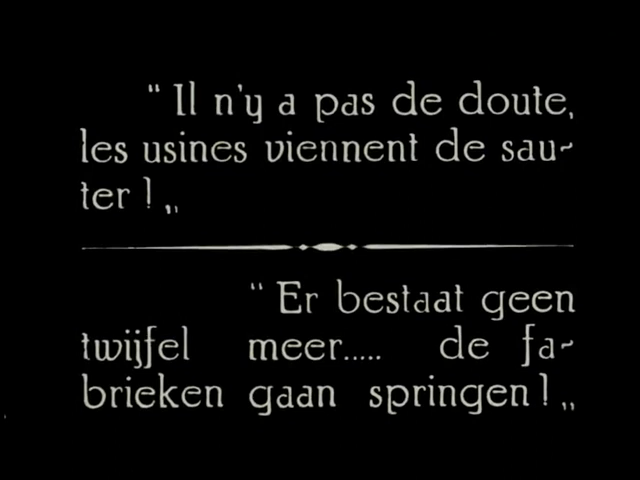 “ Il n'y a pas de doute,
les usines viennent de sau-
ter ! „
“ Er bestaat geen
twijfel meer..... de fa-
brieken gaan springen ! „